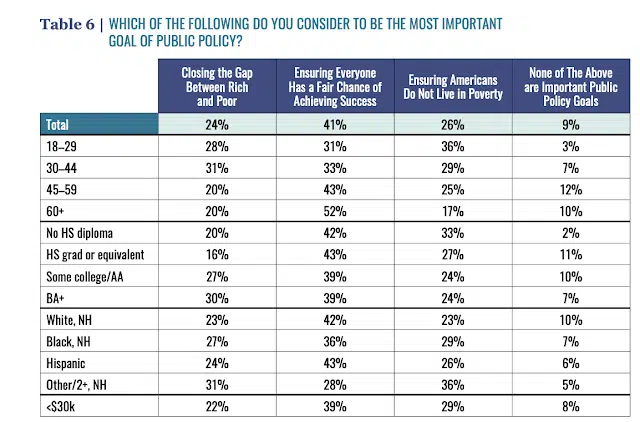 Table 6 | WHICH OF THE FOLLOWING DO YOU CONSIDER TO BE THE MOST IMPORTANT
GOAL OF PUBLIC POLICY?
Closing the Gap Between Rich and Poor
Ensuring Everyone Has a Fair Chance of Achieving Success
Ensuring Americans Do Not Live in Poverty
None of The Above are Important Public Policy Goals
Total 24% 41% 26% 9%
18–29 28% 31% 36% 3%
30–44 31% 33% 29% 7%
45–59 20% 43% 25% 12%
60+ 20% 52% 17% 10%
No HS diploma 20% 42% 33% 2%
HS grad or equivalent 16% 43% 27% 11%
Some college/AA 27% 39% 24% 10%
BA+ 30% 39% 24% 7%
White, NH 23% 42% 23% 10%
Black, NH 27% 36% 29% 7%
Hispanic 24% 43% 26% 6%
Other/2+, NH 31% 28% 36% 5%
<$30k 22% 39% 29% 8%